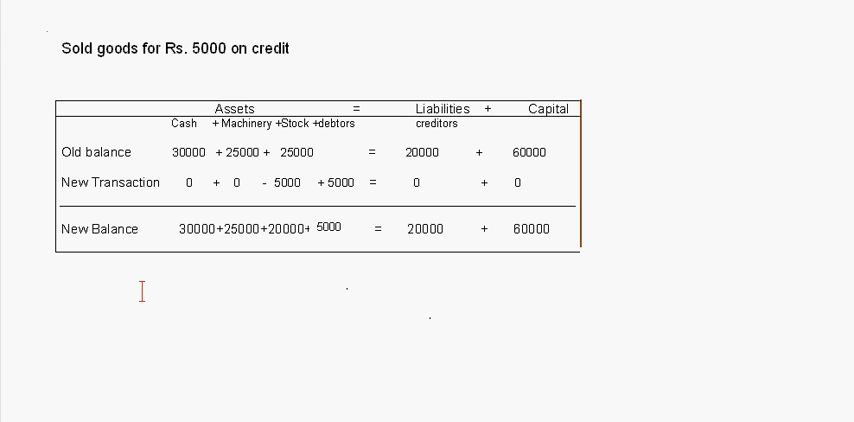 Sold goods for Rs. 5000 on credit
Assets = Liabilities + Capital
Cash + Machinery +Stock +debtors creditors
Old balance 30000 + 25000 + 25000 = 20000 + 60000
New Transaction 0 + 0 - 5000 + 5000 = 0 + 0
New Balance 30000+25000+20000+ 5000 = 20000 + 60000